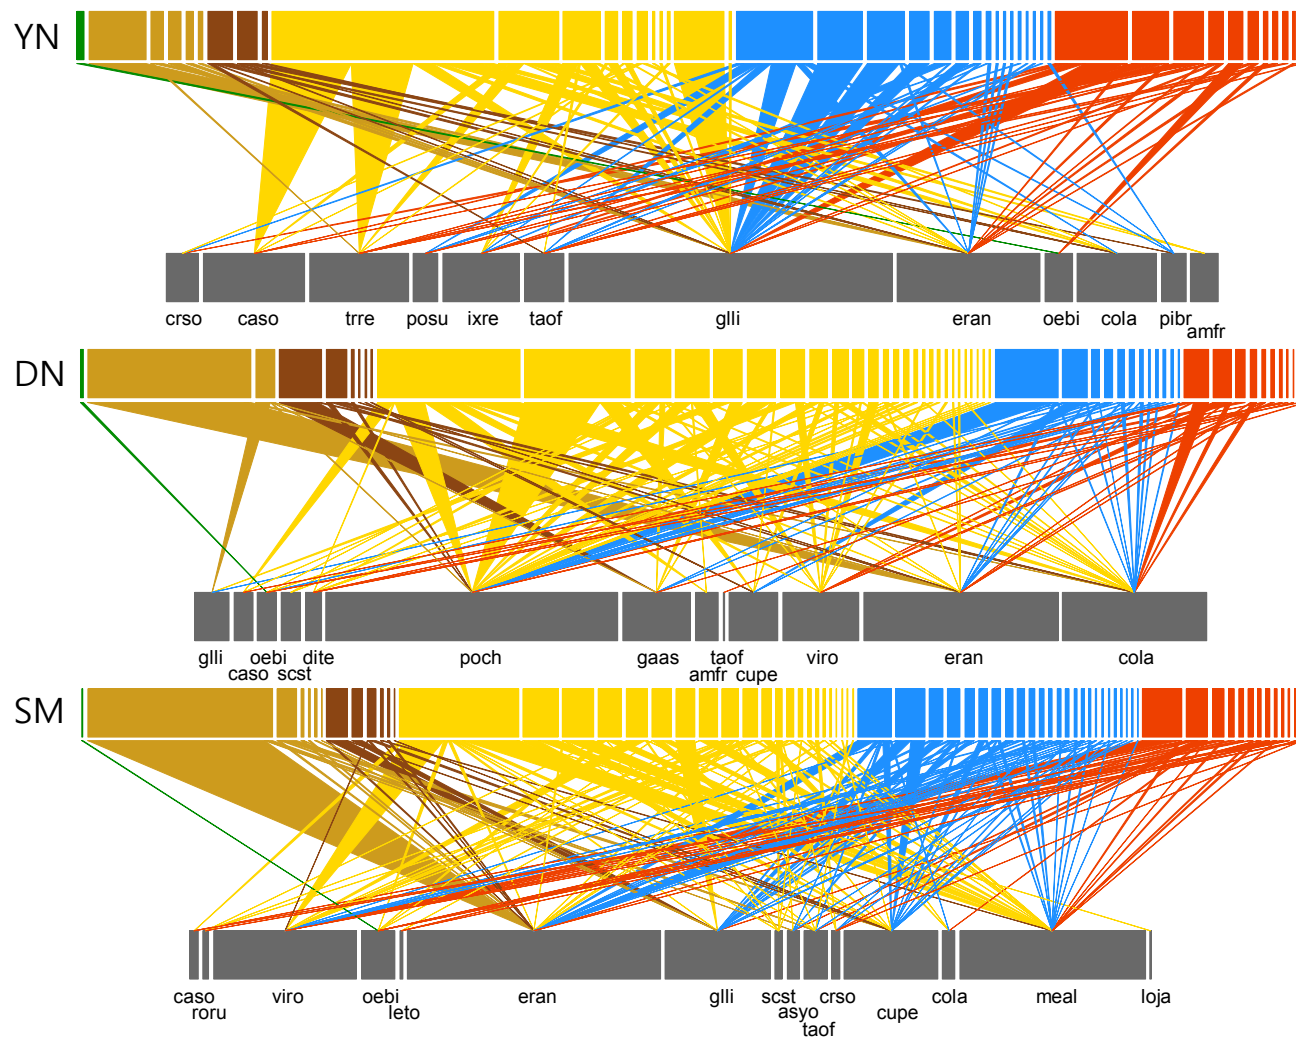 YN
crso caso trre posu ixre taof glli eran oebi cola pibr
amfr
DN
glli oebi dite poch gaas taof viro eran cola
caso scst amfr cupe
SM
caso viro oebi eran glli scst crso cola meal loja
roru leto asyo cupe
taof